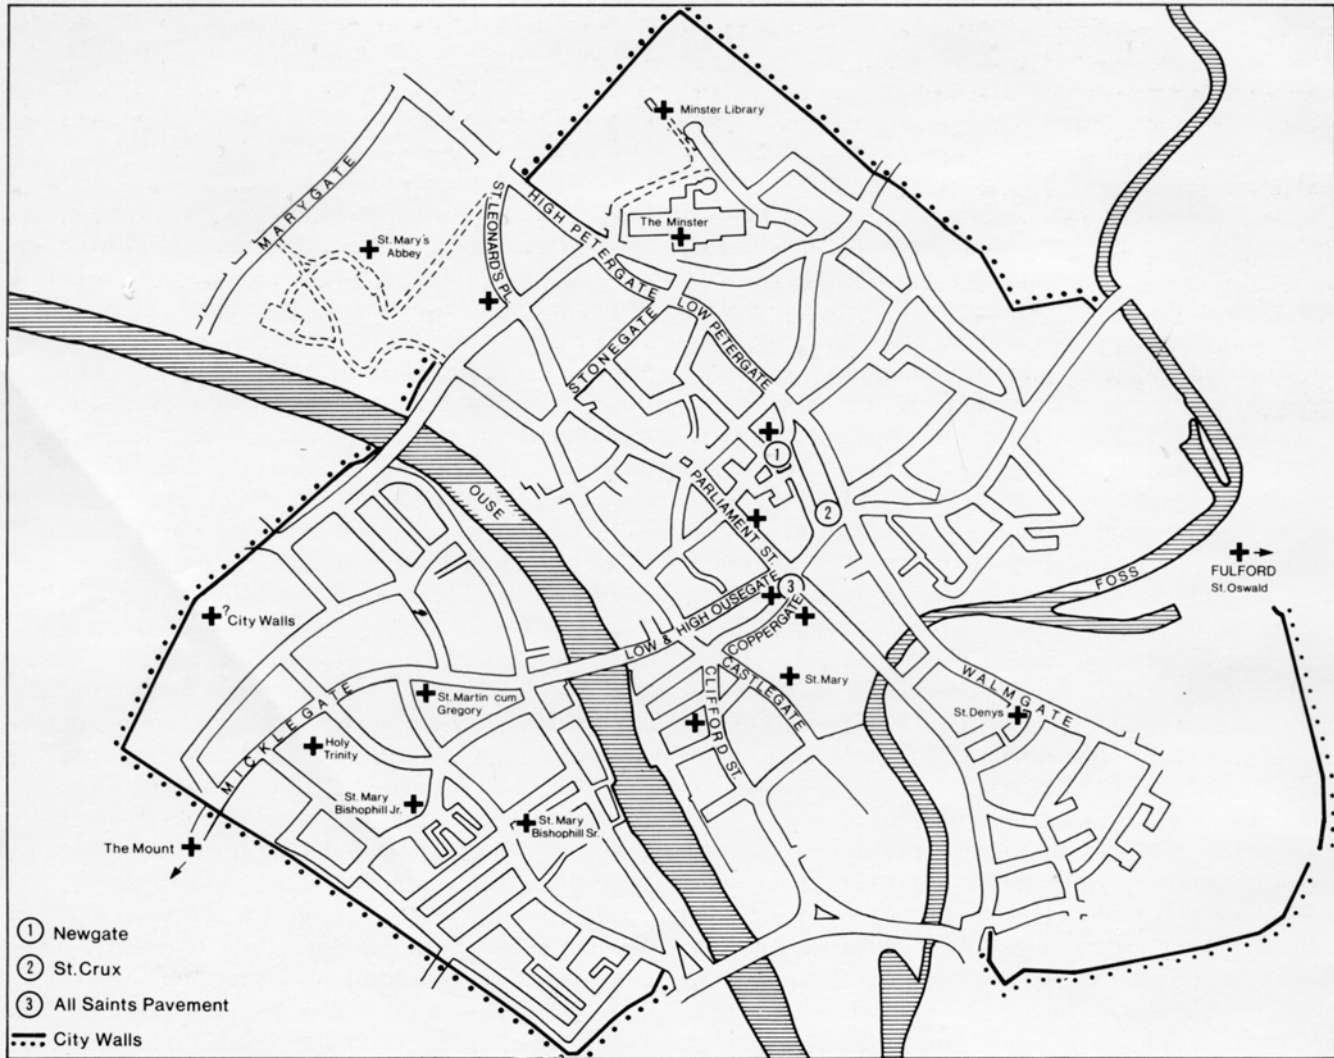 Minster Library
MARYGATE
ST. LEONARD'S PL.
HIGH PETERGATE
The Minster
St. Mary's
Abbey
STONEGATE
LOW PETERGATE
1
OUSE
PARLIAMENT ST.
2
FOSS
FULFORD
St. Oswald
3
?
City Walls
LOW & HIGH OUSEGATE
COPPERGATE
CASTLEGATE
CLIFFORD ST.
St. Mary
WALMGATE
St. Denys
MICKLEGATE
St. Martin cum
Gregory
Holy
Trinity
St. Mary
Bishophill Jr.
St. Mary
Bishophill Sr.
The Mount
1 Newgate
2 St. Crux
3 All Saints Pavement
City Walls